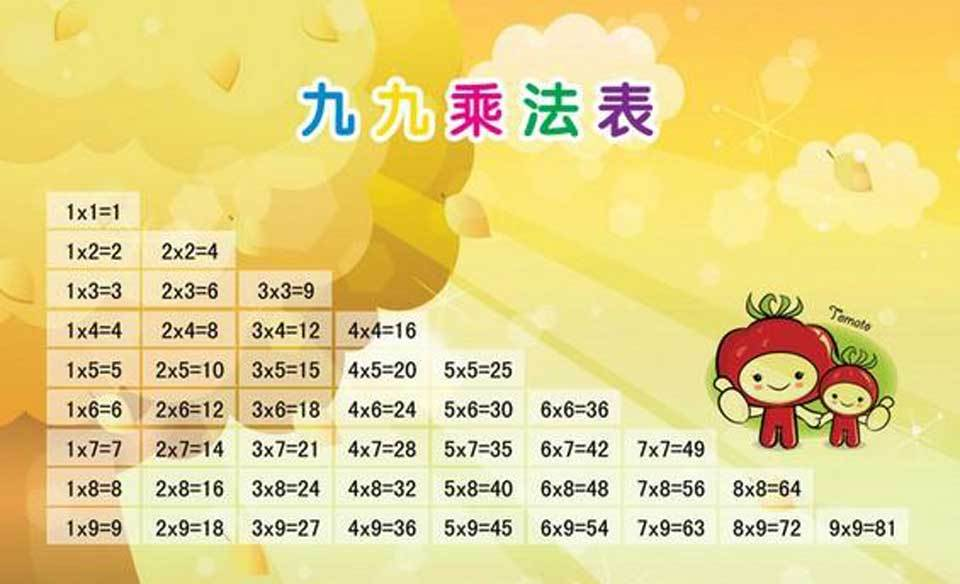 九九乘法表
1x1=1
1x2=2 2x2=4
1x3=3 2x3=6 3x3=9
Tomato
1x4=4 2x4=8 3x4=12 4x4=16
1x5=5 2x5=10 3x5=15 4x5=20 5x5=25
1x6=6 2x6=12 3x6=18 4x6=24 5x6=30 6x6=36
1x7=7 2x7=14 3x7=21 4x7=28 5x7=35 6x7=42 7x7=49
1x8=8 2x8=16 3x8=24 4x8=32 5x8=40 6x8=48 7x8=56 8x8=64
1x9=9 2x9=18 3x9=27 4x9=36 5x9=45 6x9=54 7x9=63 8x9=72 9x9=81